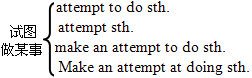 试图
做某事
attempt to do sth.
attempt sth.
make an attempt to do sth.
Make an attempt at doing sth.